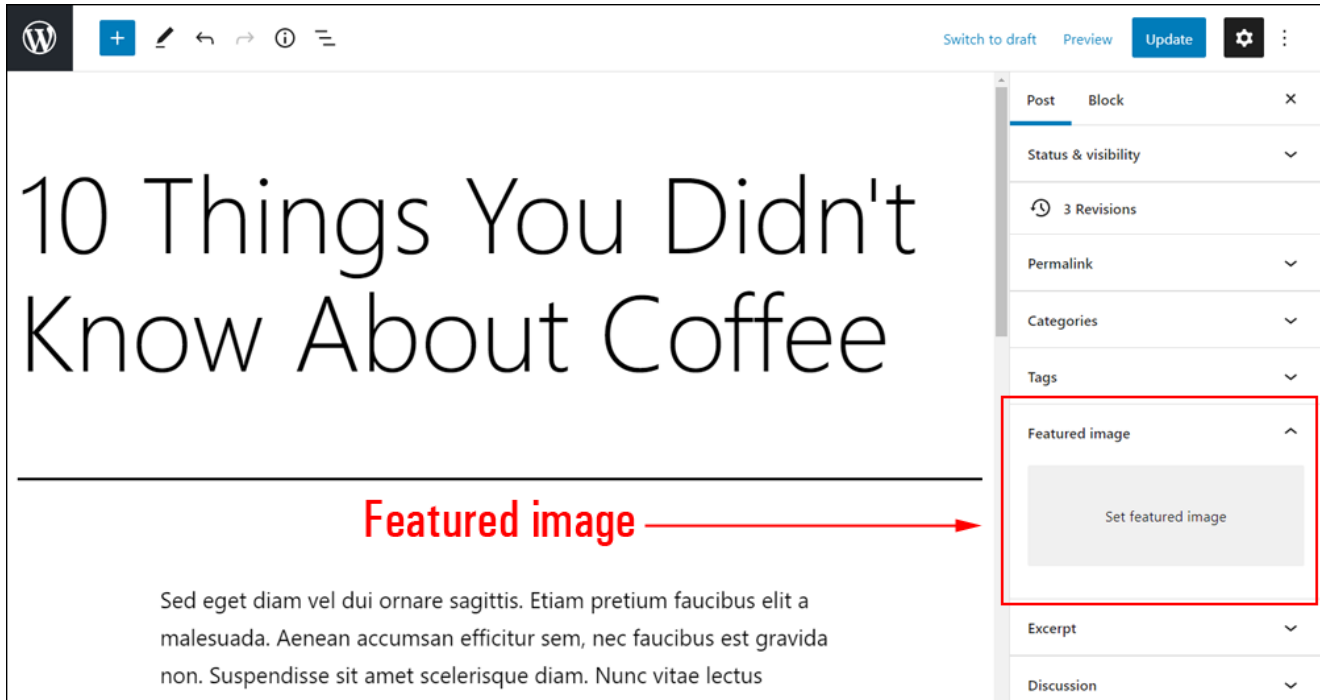 Switch to draft Preview Update
Post Block
Status & visibility
3 Revisions
Permalink
Categories
Tags
Featured image
Set featured image
Excerpt
Discussion
10 Things You Didn't
Know About Coffee
Featured image
Sed eget diam vel dui ornare sagittis. Etiam pretium faucibus elit a
malesuada. Aenean accumsan efficitur sem, nec faucibus est gravida
non. Suspendisse sit amet scelerisque diam. Nunc vitae lectus